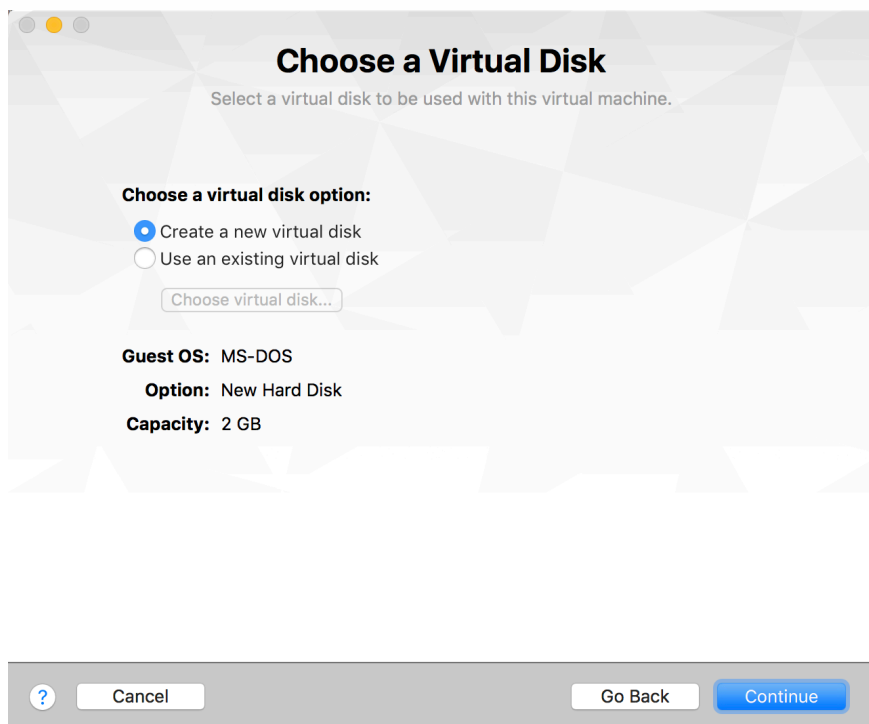 Choose a Virtual Disk
Select a virtual disk to be used with this virtual machine.
Choose a virtual disk option:
Create a new virtual disk
Use an existing virtual disk
Choose virtual disk...
Guest OS: MS-DOS
Option: New Hard Disk
Capacity: 2 GB
? Cancel Go Back Continue